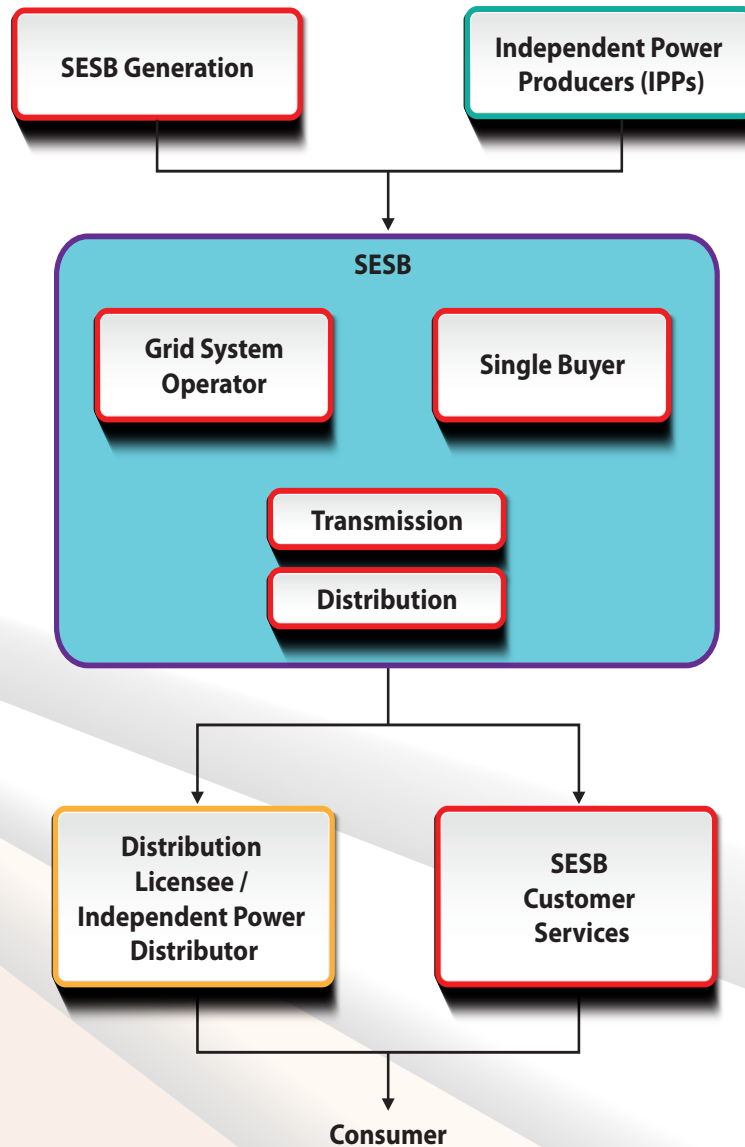 SESB Generation
Independent Power
Producers (IPPs)
SESB
Grid System
Operator
Single Buyer
Transmission
Distribution
Distribution
Licensee /
Independent Power
Distributor
SESB
Customer
Services
Consumer